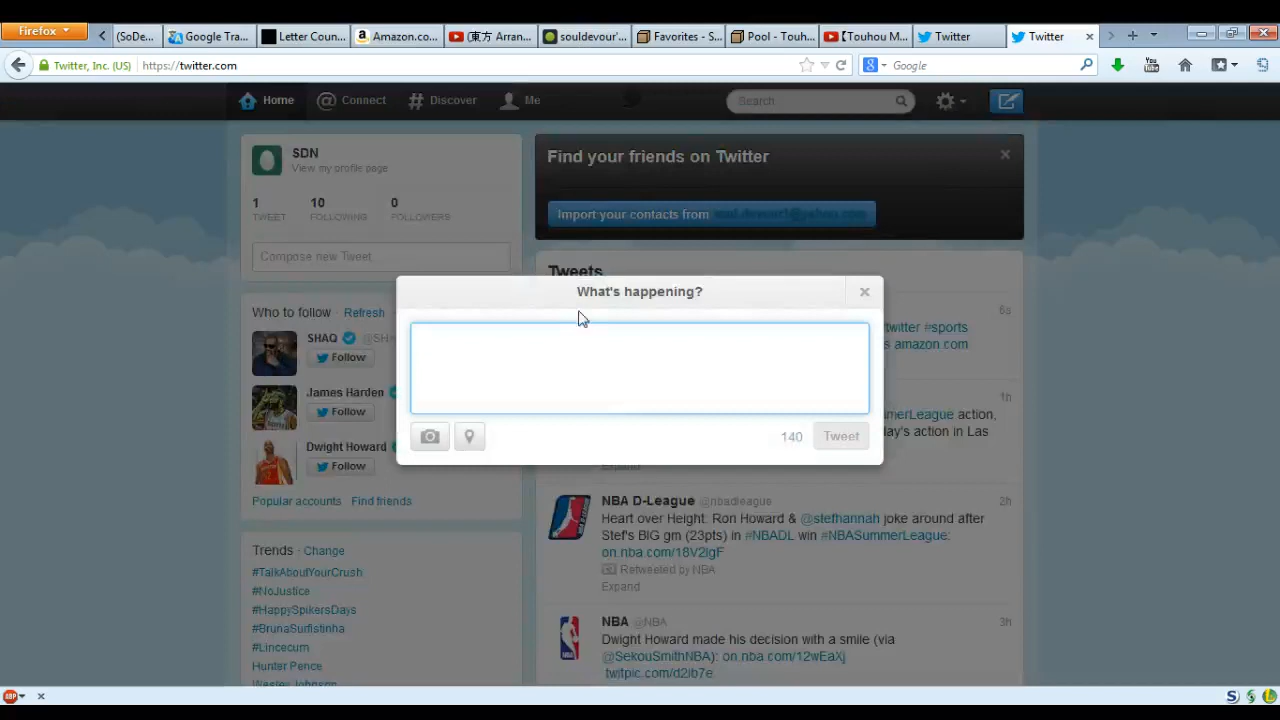 Firefox
(SoDe...
Google Tra...
Letter Coun...
Amazon.co...
(東方 Arran...
souldevour'...
Favorites - S...
Pool - Touh...
【Touhou M...
Twitter
Twitter
Twitter, Inc. (US)
https://twitter.com
Google
Home
Connect
Discover
Me
Search
SDN
View my profile page
1
TWEET
10
FOLLOWING
0
FOLLOWERS
Compose new Tweet
Find your friends on Twitter
Import your contacts from
Tweets
What's happening?
140
Tweet
Who to follow
Refresh
SHAQ
@SH
Follow
James Harden
Follow
Dwight Howard
Follow
Popular accounts
Find friends
Trends · Change
#TalkAboutYourCrush
#NoJustice
#HappySpikersDays
#BrunaSurfistinha
#Lincecum
Hunter Pence
Wesley Johnson
6s
twitter #sports
s amazon.com
1h
ummerLeague action,
day's action in Las
Expand
NBA D-League @nbadleague
2h
Heart over Height: Ron Howard & @stefhannah joke around after
Stef's BIG gm (23pts) in #NBADL win #NBASummerLeague:
on.nba.com/18V2lgF
Retweeted by NBA
Expand
NBA @NBA
3h
Dwight Howard made his decision with a smile (via
@SekouSmithNBA): on.nba.com/12wEaXj
twitpic.com/d2ib7e
ABP